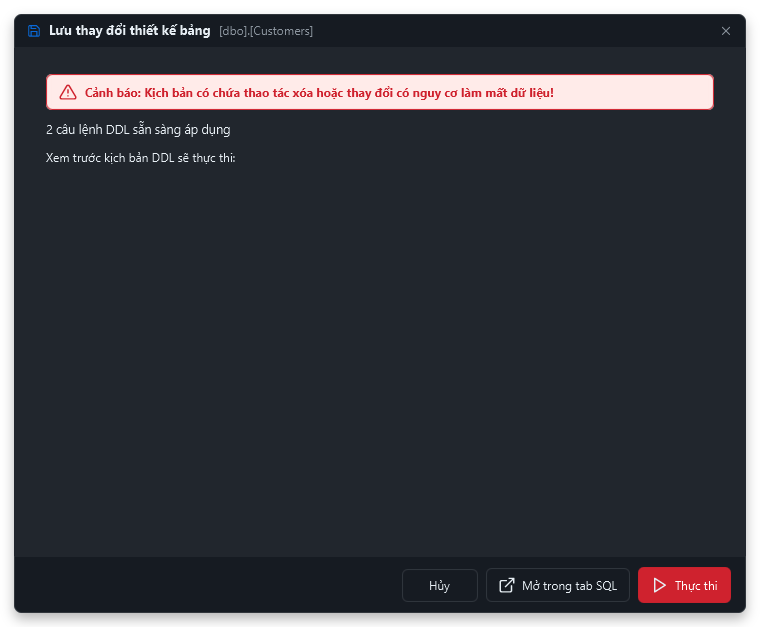 Lưu thay đổi thiết kế bảng [dbo].[Customers]
Cảnh báo: Kịch bản có chứa thao tác xóa hoặc thay đổi có nguy cơ làm mất dữ liệu!
2 câu lệnh DDL sẵn sàng áp dụng
Xem trước kịch bản DDL sẽ thực thi:
Hủy
Mở trong tab SQL
Thực thi